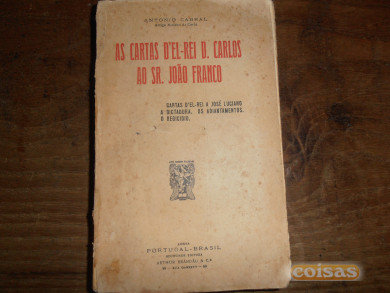 ANTONIO CABRAL
AS CARTAS D'EL-REI D. CARLOS
AO SR. JOÃO FRANCO
CARTAS D'EL-REI A JOSÉ LUCIANO
A DICTADURA. OS ADIANTAMENTOS.
O REGICIDIO.
PORTUGAL-BRASIL
coisas